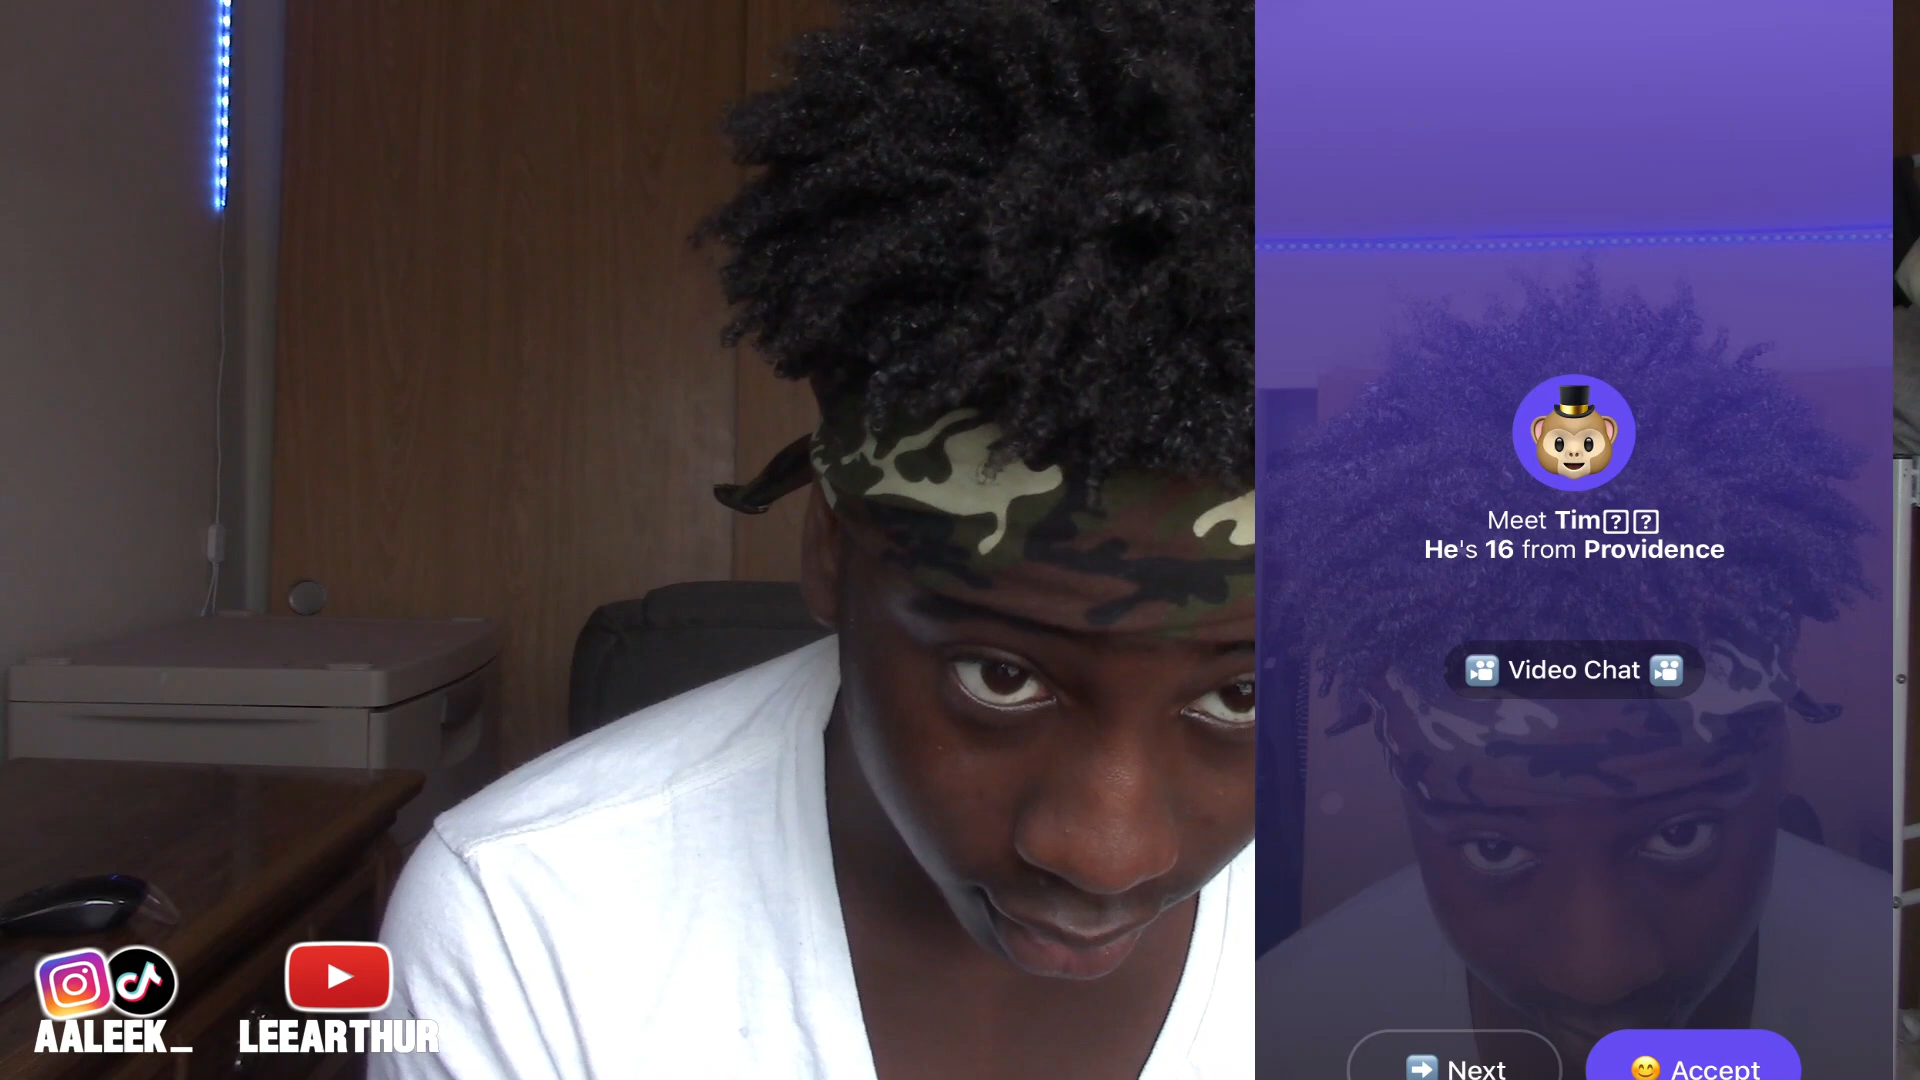 Meet Tim
He's 16 from Providence
Video Chat
Next
Accept
AALEEK_
LEEARTHUR